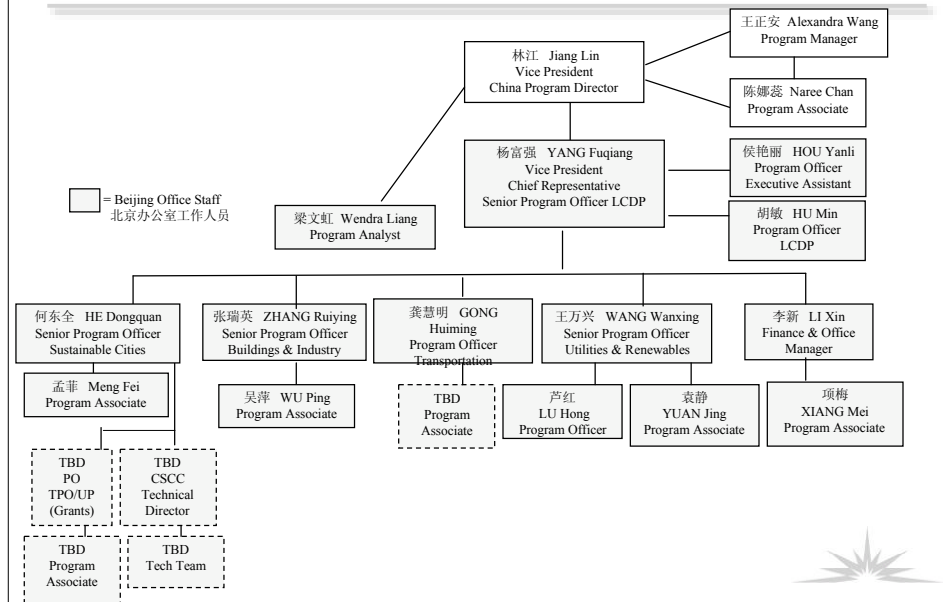 王正安 Alexandra Wang
Program Manager
林江 Jiang Lin
Vice President
China Program Director
陈娜蕊 Naree Chan
Program Associate
杨富强 YANG Fuqiang
Vice President
Chief Representative
Senior Program Officer LCDP
侯艳丽 HOU Yanli
Program Officer
Executive Assistant
= Beijing Office Staff
北京办公室工作人员
梁文虹 Wendra Liang
Program Analyst
胡敏 HU Min
Program Officer
LCDP
何东全 HE Dongquan
Senior Program Officer
Sustainable Cities
张瑞英 ZHANG Ruiying
Senior Program Officer
Buildings & Industry
龚慧明 GONG
Huiming
Program Officer
Transportation
王万兴 WANG Wanxing
Senior Program Officer
Utilities & Renewables
李新 LI Xin
Finance & Office
Manager
孟菲 Meng Fei
Program Associate
吴萍 WU Ping
Program Associate
TBD
Program
Associate
芦红
LU Hong
Program Officer
袁静
YUAN Jing
Program Associate
项梅
XIANG Mei
Program Associate
TBD
PO
TPO/UP
(Grants)
TBD
CSCC
Technical
Director
TBD
Program
Associate
TBD
Tech Team